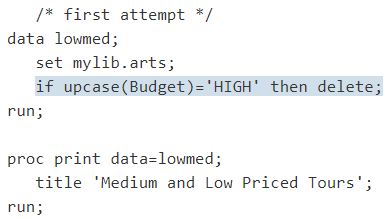 /* first attempt */
data lowmed;
set mylib.arts;
if upcase(Budget)='HIGH' then delete;
run;
proc print data=lowmed;
title 'Medium and Low Priced Tours';
run;